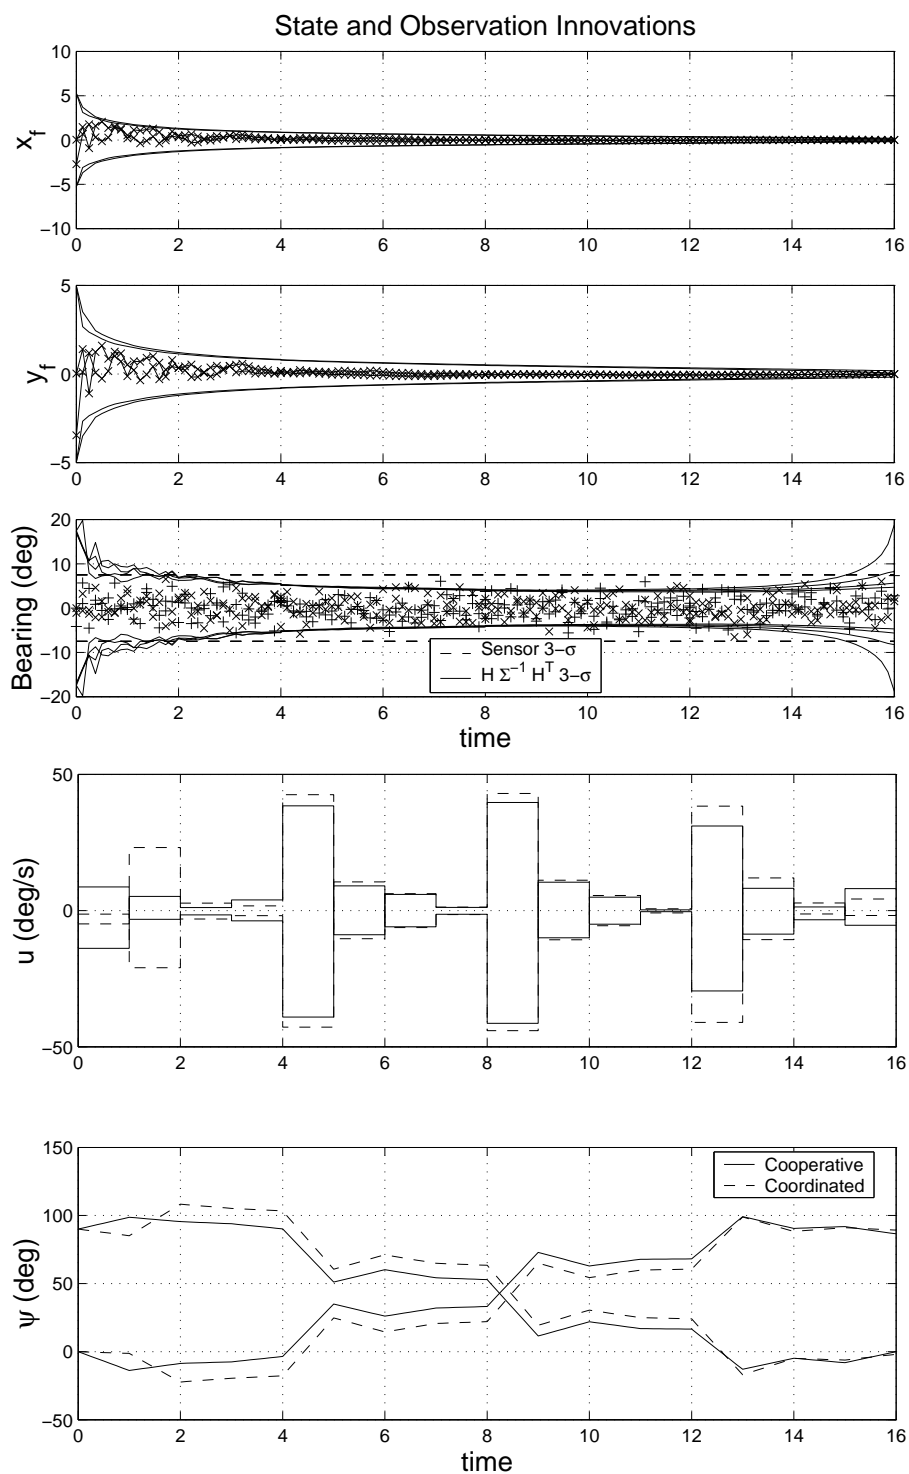 State and Observation Innovations
10
5
0
−5
−10
x_f
0 2 4 6 8 10 12 14 16
5
0
−5
y_f
0 2 4 6 8 10 12 14 16
20
10
0
−10
−20
Bearing (deg)
Sensor 3−σ
H Σ^−1 H^T 3−σ
0 2 4 6 8 10 12 14 16
time
50
0
−50
u (deg/s)
0 2 4 6 8 10 12 14 16
150
100
50
0
−50
ψ (deg)
Cooperative
Coordinated
0 2 4 6 8 10 12 14 16
time